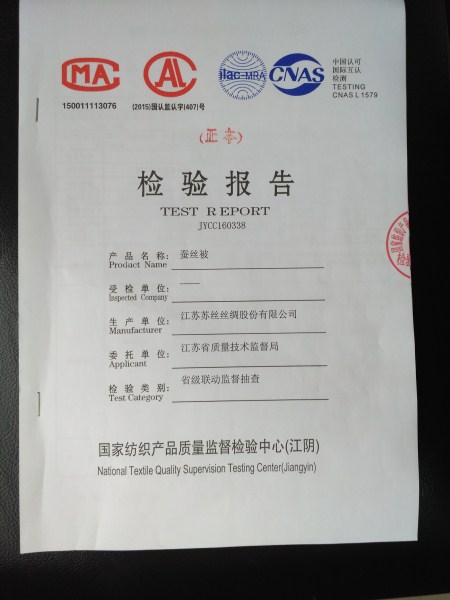 MA
AL
ilac-MRA
CNAS
中国认可
国际互认
检测
TESTING
CNAS L1579
150011113076
(2015)国认监认字(407)号
(正本)
检验报告
TEST REPORT
JYCC160338
产品名称: 蚕丝被
Product Name
受检单位: ——
Inspected Company
生产单位: 江苏苏丝丝绸股份有限公司
Manufacturer
委托单位: 江苏省质量技术监督局
Applicant
检验类别: 省级联动监督抽查
Test Category
国家纺织产品质量监督检验中心(江阴)
National Textile Quality Supervision Testing Center(Jiangyin)